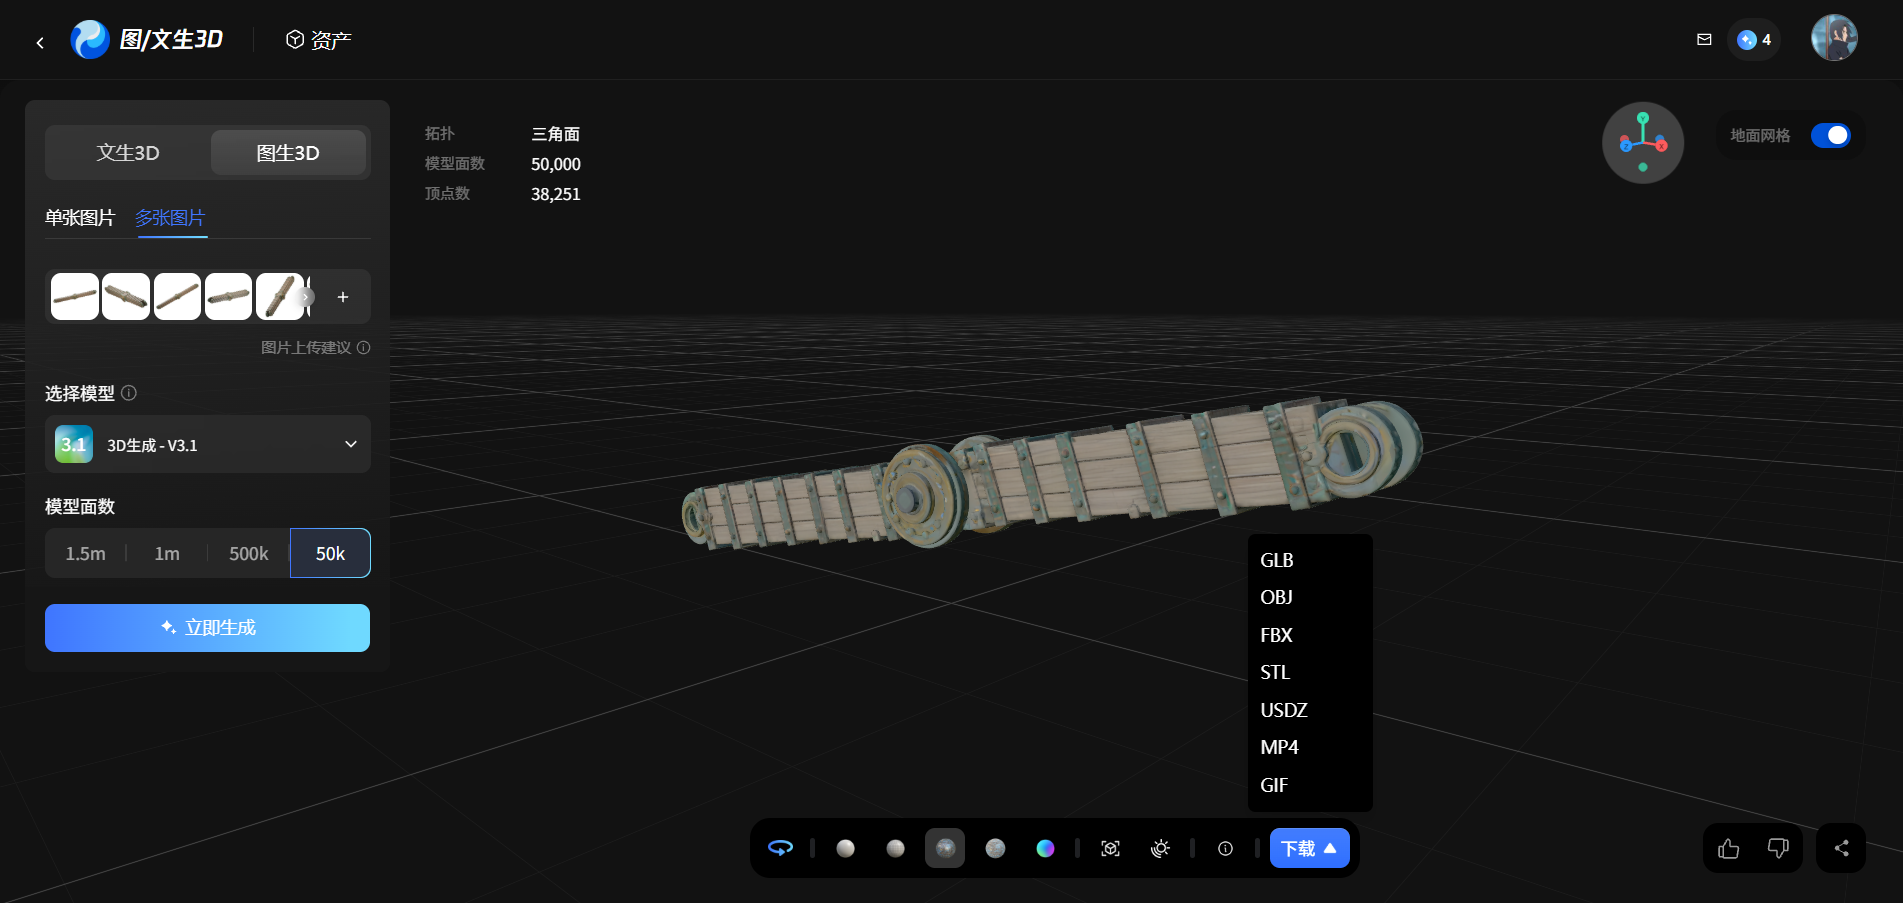 图/文生3D
资产
4
文生3D
图生3D
单张图片
多张图片
图片上传建议
选择模型
3.1
3D生成 - V3.1
模型面数
1.5m
1m
500k
50k
立即生成
拓扑 三角面
模型面数 50,000
顶点数 38,251
Y
Z
X
地面网格
GLB
OBJ
FBX
STL
USDZ
MP4
GIF
下载